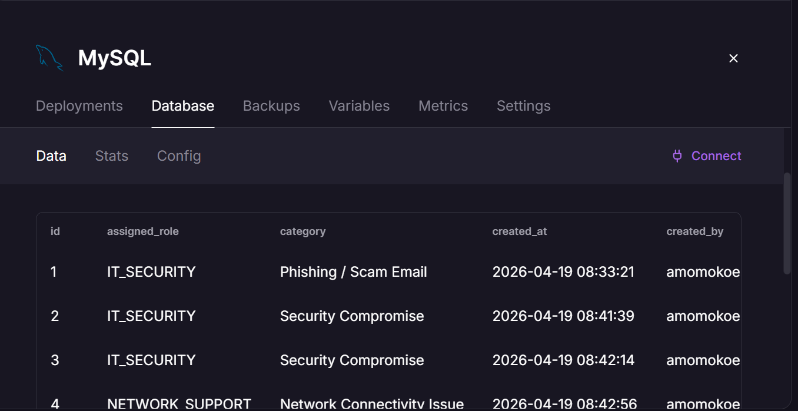 MySQL
Deployments Database Backups Variables Metrics Settings
Data Stats Config Connect
id assigned_role category created_at created_by
1 IT_SECURITY Phishing / Scam Email 2026-04-19 08:33:21 amomokoe
2 IT_SECURITY Security Compromise 2026-04-19 08:41:39 amomokoe
3 IT_SECURITY Security Compromise 2026-04-19 08:42:14 amomokoe
4 NETWORK_SUPPORT Network Connectivity Issue 2026-04-19 08:42:56 amomokoe